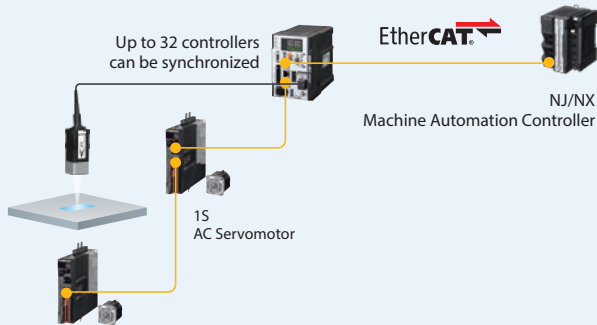 Up to 32 controllers
can be synchronized
EtherCAT®
NJ/NX
Machine Automation Controller
1S
AC Servomotor